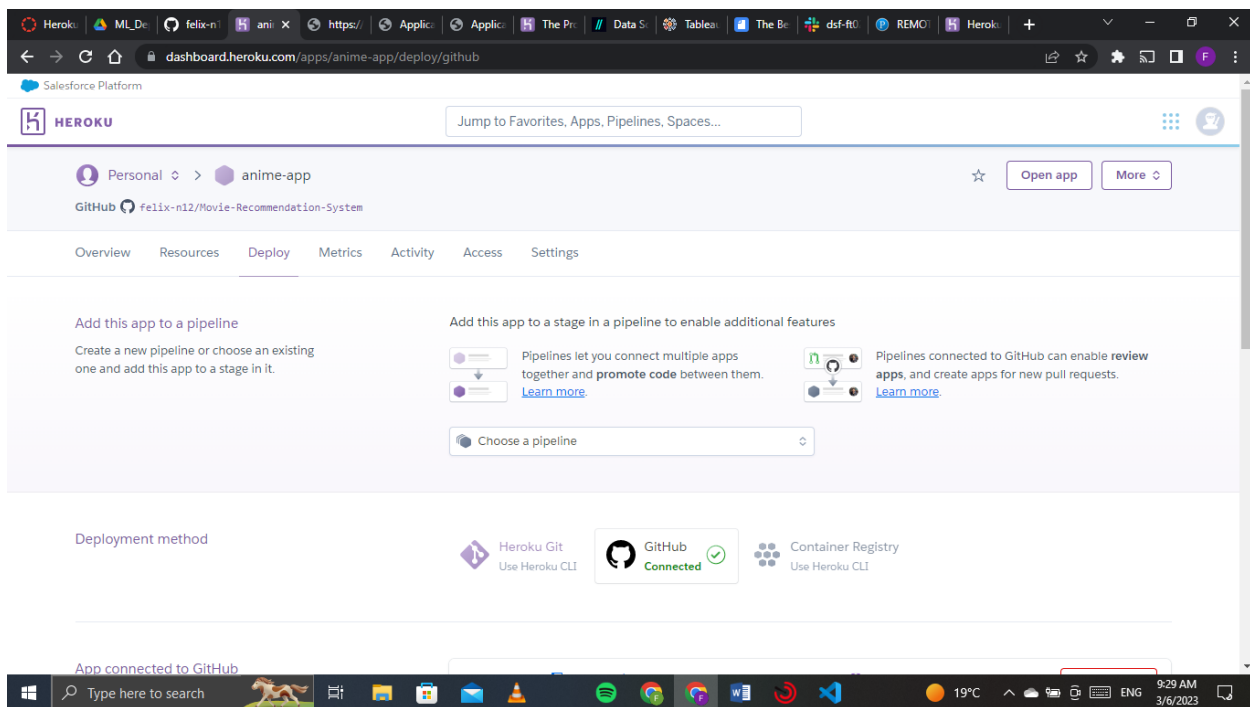 Heroku
ML_De
felix-n1
ani
https://
Applica
Applica
The Pro
Data Sc
Tableau
The Be
dsf-ft0
REMOT
Heroku
dashboard.heroku.com/apps/anime-app/deploy/github
F
Salesforce Platform
HEROKU
Jump to Favorites, Apps, Pipelines, Spaces...
Personal > anime-app
Open app
More
GitHub felix-n12/Movie-Recommendation-System
Overview Resources Deploy Metrics Activity Access Settings
Add this app to a pipeline
Create a new pipeline or choose an existing
one and add this app to a stage in it.
Add this app to a stage in a pipeline to enable additional features
Pipelines let you connect multiple apps
together and promote code between them.
Learn more.
Pipelines connected to GitHub can enable review
apps, and create apps for new pull requests.
Learn more.
Choose a pipeline
Deployment method
Heroku Git
Use Heroku CLI
GitHub
Connected
Container Registry
Use Heroku CLI
App connected to GitHub
Type here to search
19°C
ENG
9:29 AM
3/6/2023